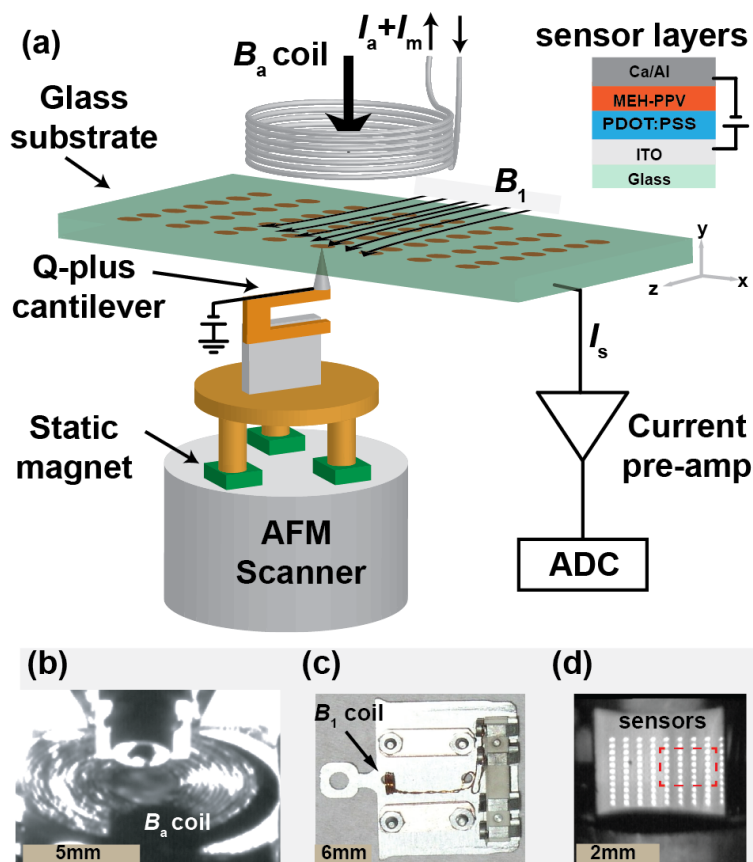 (a)
Ia+Im
Ba coil
sensor layers
Ca/Al
MEH-PPV
PDOT:PSS
ITO
Glass
Glass
substrate
B1
y
x
z
Q-plus
cantilever
Is
Static
magnet
Current
pre-amp
AFM
Scanner
ADC
(b)
Ba coil
5mm
(c)
B1 coil
6mm
(d)
sensors
2mm